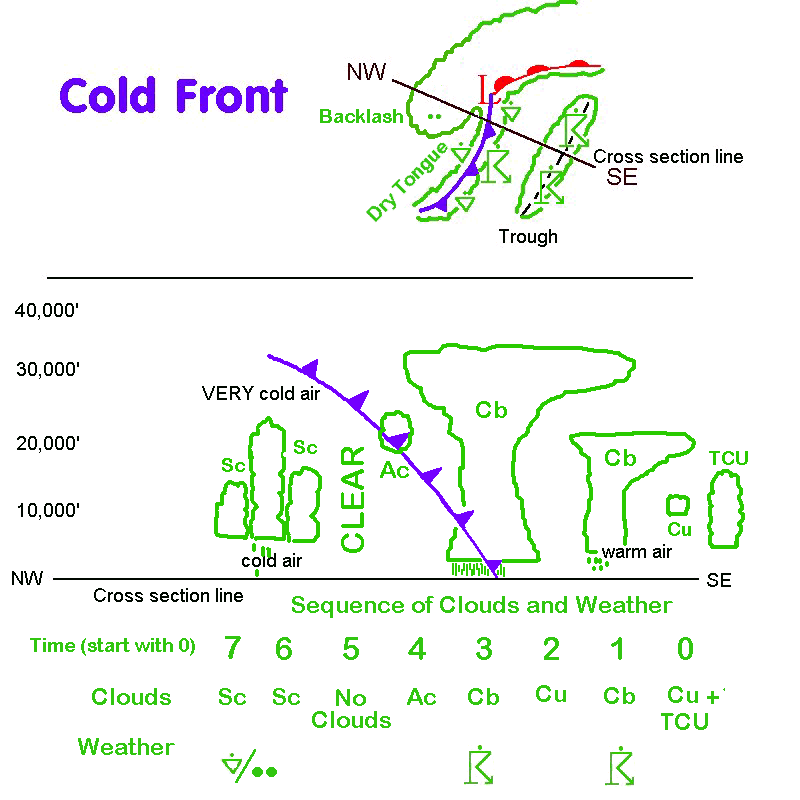 NW
L
Cold Front
Backlash
Dry Tongue
Cross section line
SE
Trough
40,000'
30,000'
VERY cold air
Cb
20,000'
Sc
Sc
Ac
CLEAR
Cb
TCU
10,000'
Cu
cold air
warm air
NW
SE
Cross section line
Sequence of Clouds and Weather
Time (start with 0) 7 6 5 4 3 2 1 0
Clouds Sc Sc No Clouds Ac Cb Cu Cb Cu + TCU
Weather